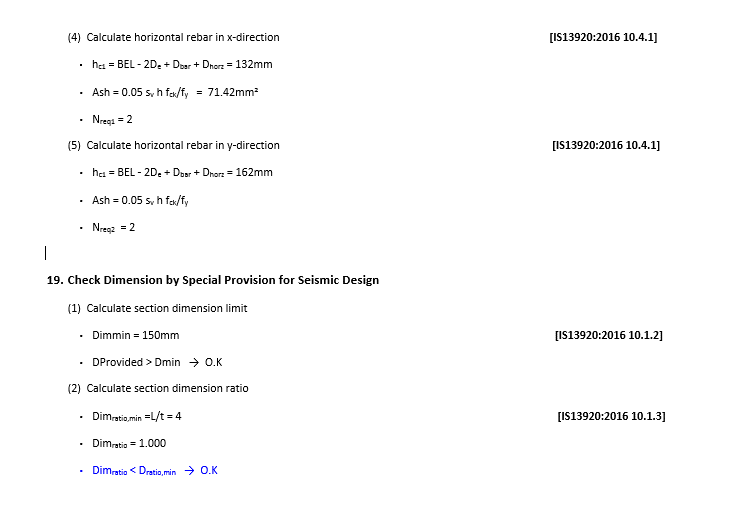 (4) Calculate horizontal rebar in x-direction [IS13920:2016 10.4.1]
• hc1 = BEL - 2De + Dbar + Dhorz = 132mm
• Ash = 0.05 sv h fck/fy = 71.42mm²
• Nreq1 = 2
(5) Calculate horizontal rebar in y-direction [IS13920:2016 10.4.1]
• hc1 = BEL - 2De + Dbar + Dhorz = 162mm
• Ash = 0.05 sv h fck/fy
• Nreq2 = 2
19. Check Dimension by Special Provision for Seismic Design
(1) Calculate section dimension limit
• Dimmin = 150mm [IS13920:2016 10.1.2]
• DProvided > Dmin → O.K
(2) Calculate section dimension ratio
• Dimratio,min =L/t = 4 [IS13920:2016 10.1.3]
• Dimratio = 1.000
• Dimratio < Dratio,min → O.K